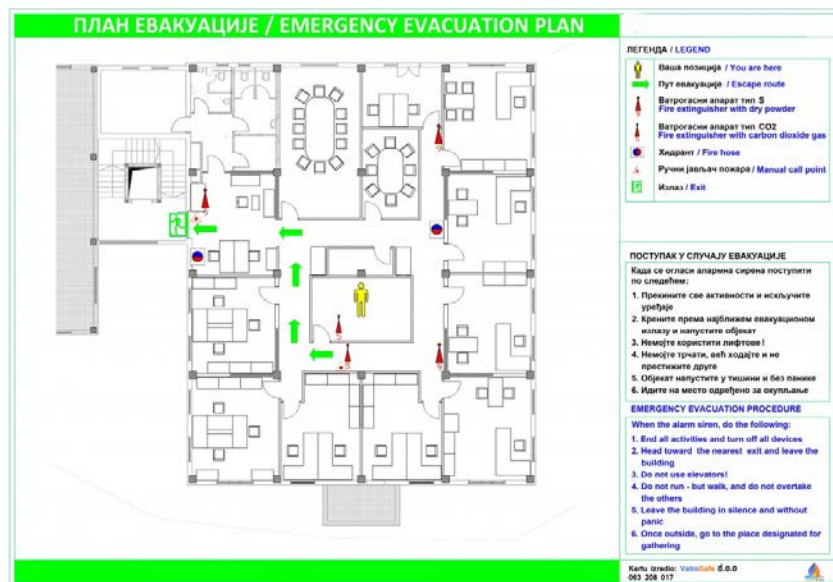 ПЛАН ЕВАКУАЦИЈЕ / EMERGENCY EVACUATION PLAN
ЛЕГЕНДА / LEGEND
Ваша позиција / You are here
Пут евакуације / Escape route
Ватрогасни апарат тип S
Fire extinguisher with dry powder
Ватрогасни апарат тип CO2
Fire extinguisher with carbon dioxide gas
Хидрант / Fire hose
Ручни јављач пожара / Manual call point
Излаз / Exit
ПОСТУПАК У СЛУЧАЈУ ЕВАКУАЦИЈЕ
Када се огласи алармна сирена поступити
по следећем:
1. Прекините све активности и искључите
уређаје
2. Крените према најближем евакуационом
излазу и напустите објекат
3. Немојте користити лифтове!
4. Немојте трчати, већ ходајте и не
престижите друге
5. Објекат напустите у тишини и без панике
6. Идите на место одређено за окупљање
EMERGENCY EVACUATION PROCEDURE
When the alarm siren, do the following:
1. End all activities and turn off all devices
2. Head toward the nearest exit and leave the
building
3. Do not use elevators!
4. Do not run - but walk, and do not overtake
the others
5. Leave the building in silence and without
panic
6. Once outside, go to the place designated for
gathering
Kartu izradio: VatroSafe d.o.o
063 208 017